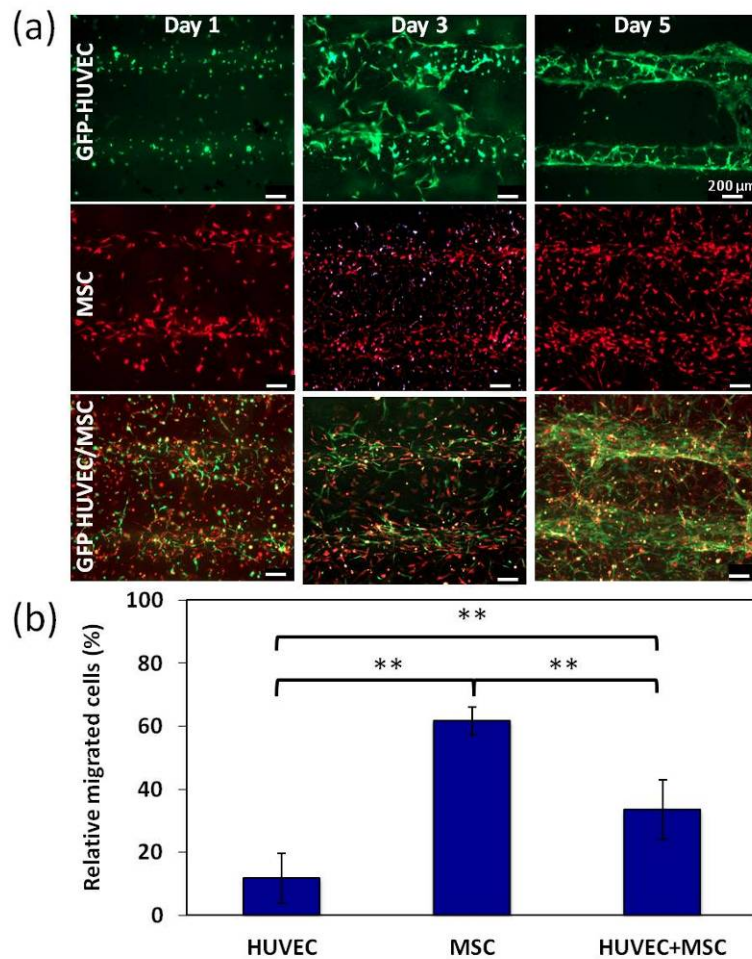 (a)
Day 1
Day 3
Day 5
GFP-HUVEC
200 µm
MSC
GFP HUVEC/MSC
(b)
Relative migrated cells (%)
100
80
60
40
20
0
**
**
**
HUVEC
MSC
HUVEC+MSC